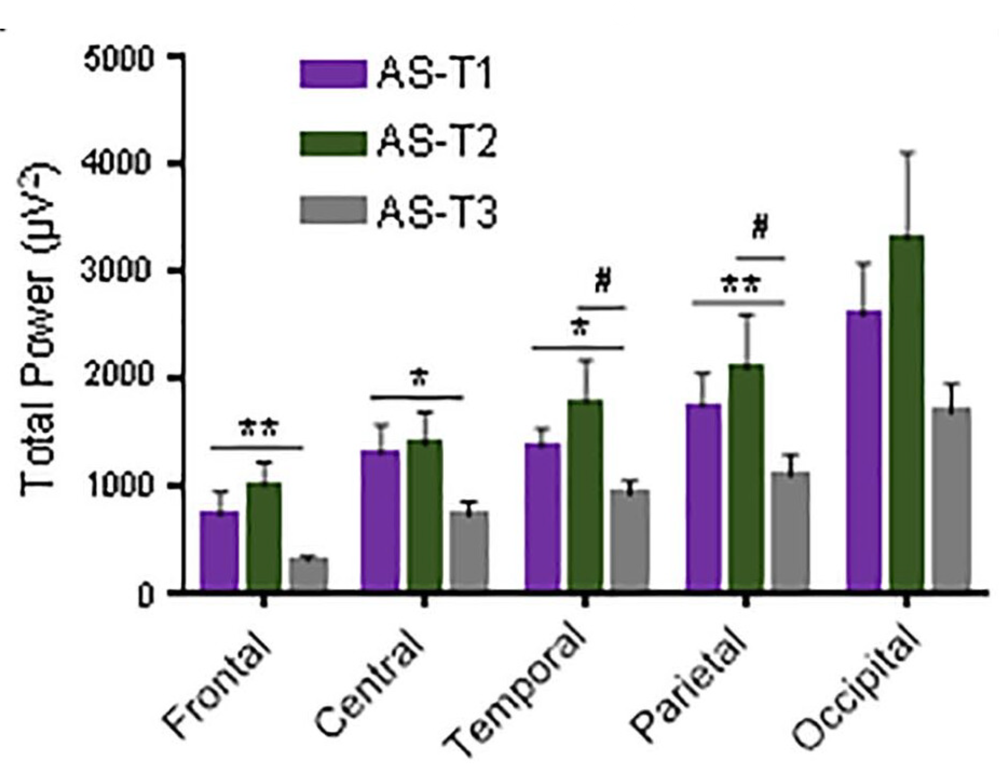 5000
4000
3000
2000
1000
0
Total Power (µV²)
AS-T1
AS-T2
AS-T3
**
*
#
*
#
**
Frontal
Central
Temporal
Parietal
Occipital